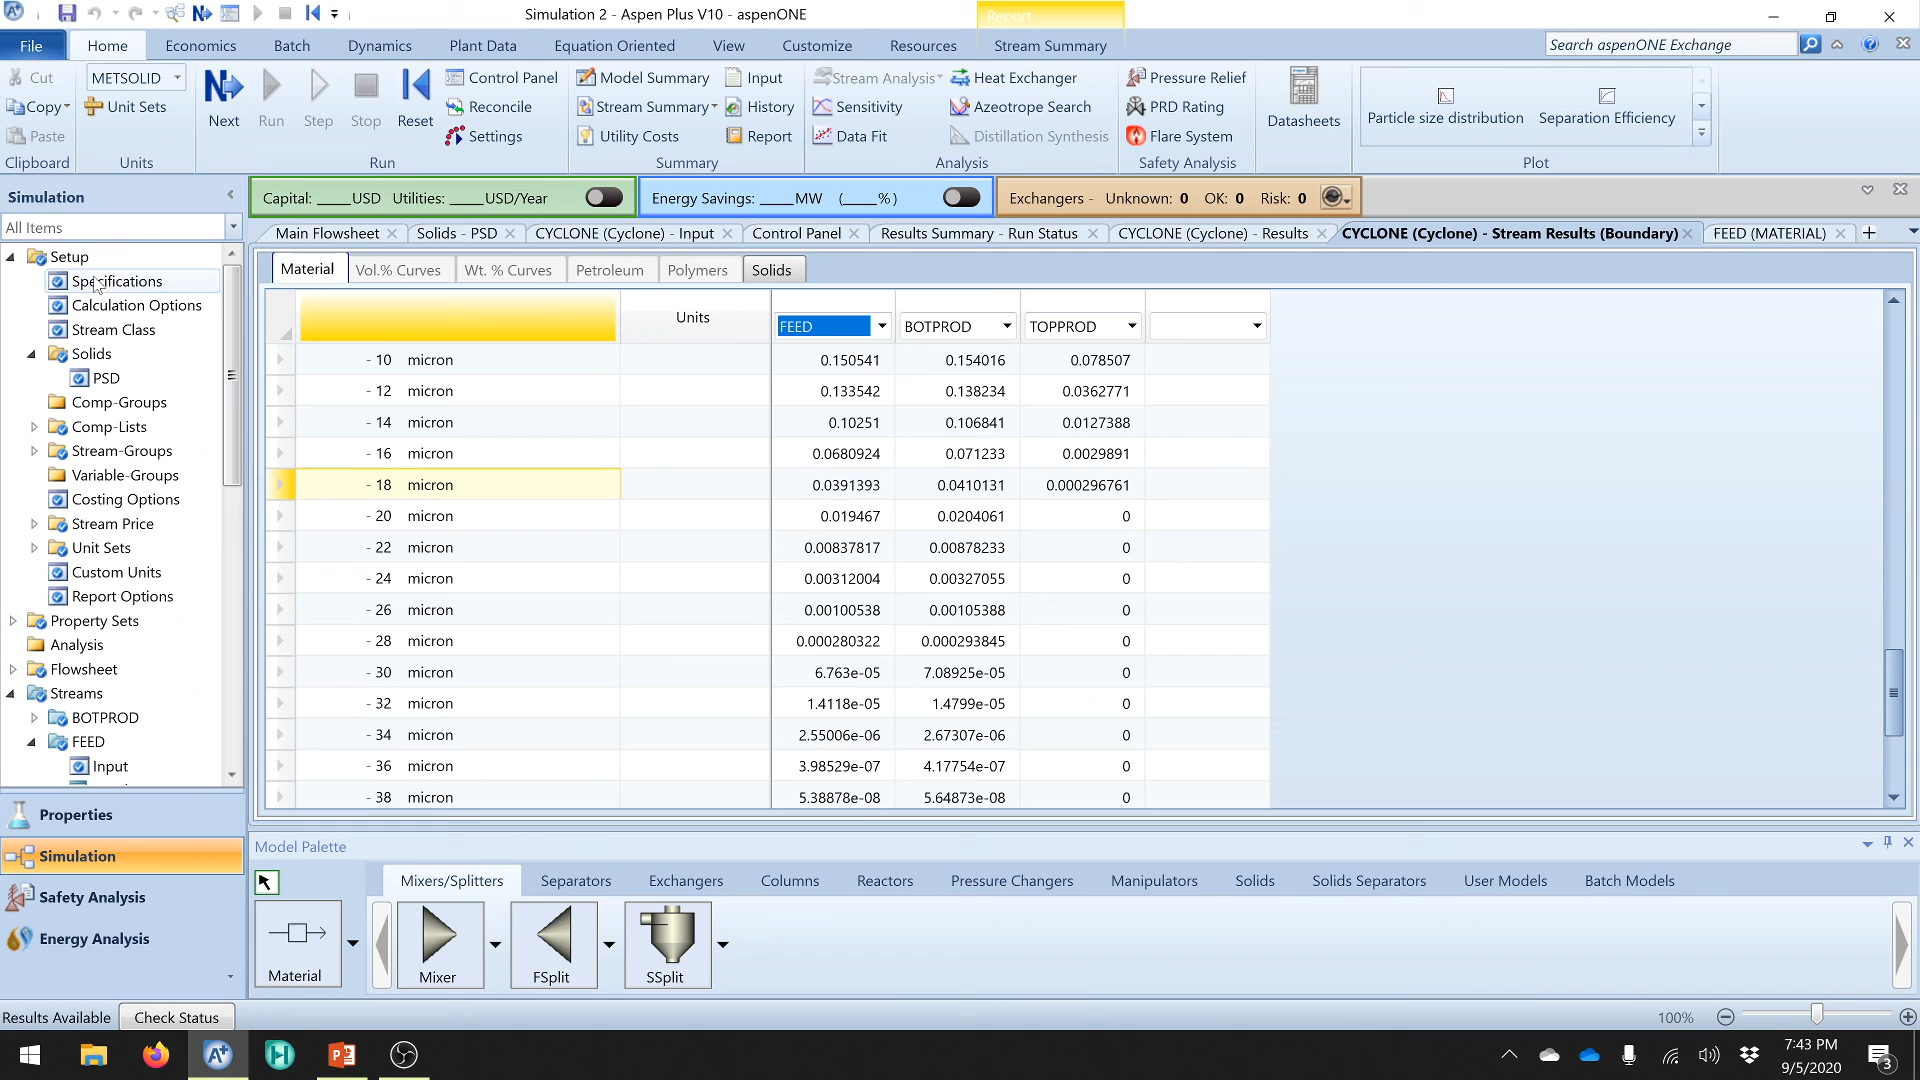 Simulation 2 - Aspen Plus V10 - aspenONE
Report
File Home Economics Batch Dynamics Plant Data Equation Oriented View Customize Resources Stream Summary
Search aspenONE Exchange
Cut
Copy
Paste
Clipboard
METSOLID
Unit Sets
Units
Next Run Step Stop Reset
Control Panel
Reconcile
Settings
Run
Model Summary Input
Stream Summary History
Utility Costs Report
Summary
Stream Analysis Heat Exchanger
Sensitivity Azeotrope Search
Data Fit Distillation Synthesis
Analysis
Pressure Relief
PRD Rating
Flare System
Safety Analysis
Datasheets
Particle size distribution Separation Efficiency
Plot
Simulation
Capital: _____USD Utilities: _____USD/Year
Energy Savings: _____MW (____%)
Exchangers - Unknown: 0 OK: 0 Risk: 0
All Items
Main Flowsheet Solids - PSD CYCLONE (Cyclone) - Input Control Panel Results Summary - Run Status CYCLONE (Cyclone) - Results CYCLONE (Cyclone) - Stream Results (Boundary) FEED (MATERIAL) +
Setup
Specifications
Calculation Options
Stream Class
Solids
PSD
Comp-Groups
Comp-Lists
Stream-Groups
Variable-Groups
Costing Options
Stream Price
Unit Sets
Custom Units
Report Options
Property Sets
Analysis
Flowsheet
Streams
BOTPROD
FEED
Input
Properties
Simulation
Safety Analysis
Energy Analysis
Material Vol.% Curves Wt. % Curves Petroleum Polymers Solids
Units FEED BOTPROD TOPPROD
- 10 micron 0.150541 0.154016 0.078507
- 12 micron 0.133542 0.138234 0.0362771
- 14 micron 0.10251 0.106841 0.0127388
- 16 micron 0.0680924 0.071233 0.0029891
- 18 micron 0.0391393 0.0410131 0.000296761
- 20 micron 0.019467 0.0204061 0
- 22 micron 0.00837817 0.00878233 0
- 24 micron 0.00312004 0.00327055 0
- 26 micron 0.00100538 0.00105388 0
- 28 micron 0.000280322 0.000293845 0
- 30 micron 6.763e-05 7.08925e-05 0
- 32 micron 1.4118e-05 1.4799e-05 0
- 34 micron 2.55006e-06 2.67307e-06 0
- 36 micron 3.98529e-07 4.17754e-07 0
- 38 micron 5.38878e-08 5.64873e-08 0
Model Palette
Mixers/Splitters Separators Exchangers Columns Reactors Pressure Changers Manipulators Solids Solids Separators User Models Batch Models
Material Mixer FSplit SSplit
Results Available Check Status
100%
7:43 PM
9/5/2020
3